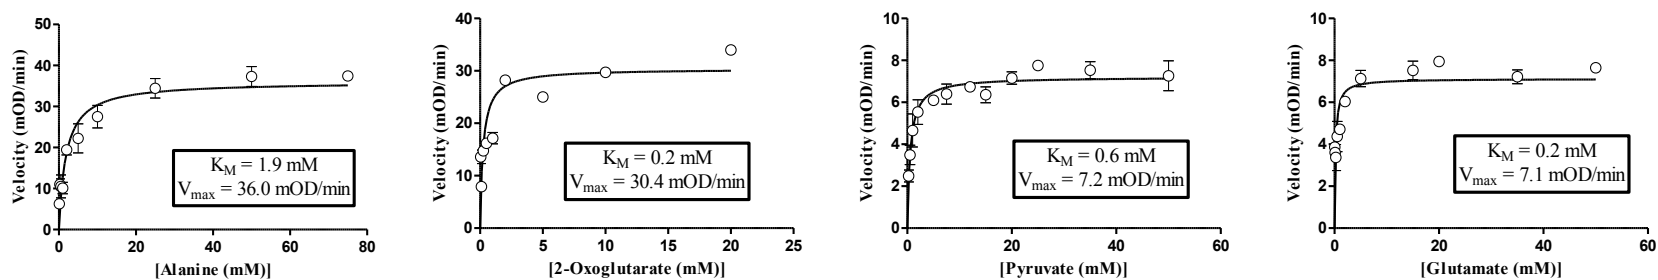 Velocity (mOD/min)
50
40
30
20
10
0
K_M = 1.9 mM
V_max = 36.0 mOD/min
0 20 40 60 80
[Alanine (mM)]
Velocity (mOD/min)
40
30
20
10
0
K_M = 0.2 mM
V_max = 30.4 mOD/min
0 5 10 15 20 25
[2-Oxoglutarate (mM)]
Velocity (mOD/min)
10
8
6
4
2
0
K_M = 0.6 mM
V_max = 7.2 mOD/min
0 20 40 60
[Pyruvate (mM)]
Velocity (mOD/min)
10
8
6
4
2
0
K_M = 0.2 mM
V_max = 7.1 mOD/min
0 20 40 60
[Glutamate (mM)]